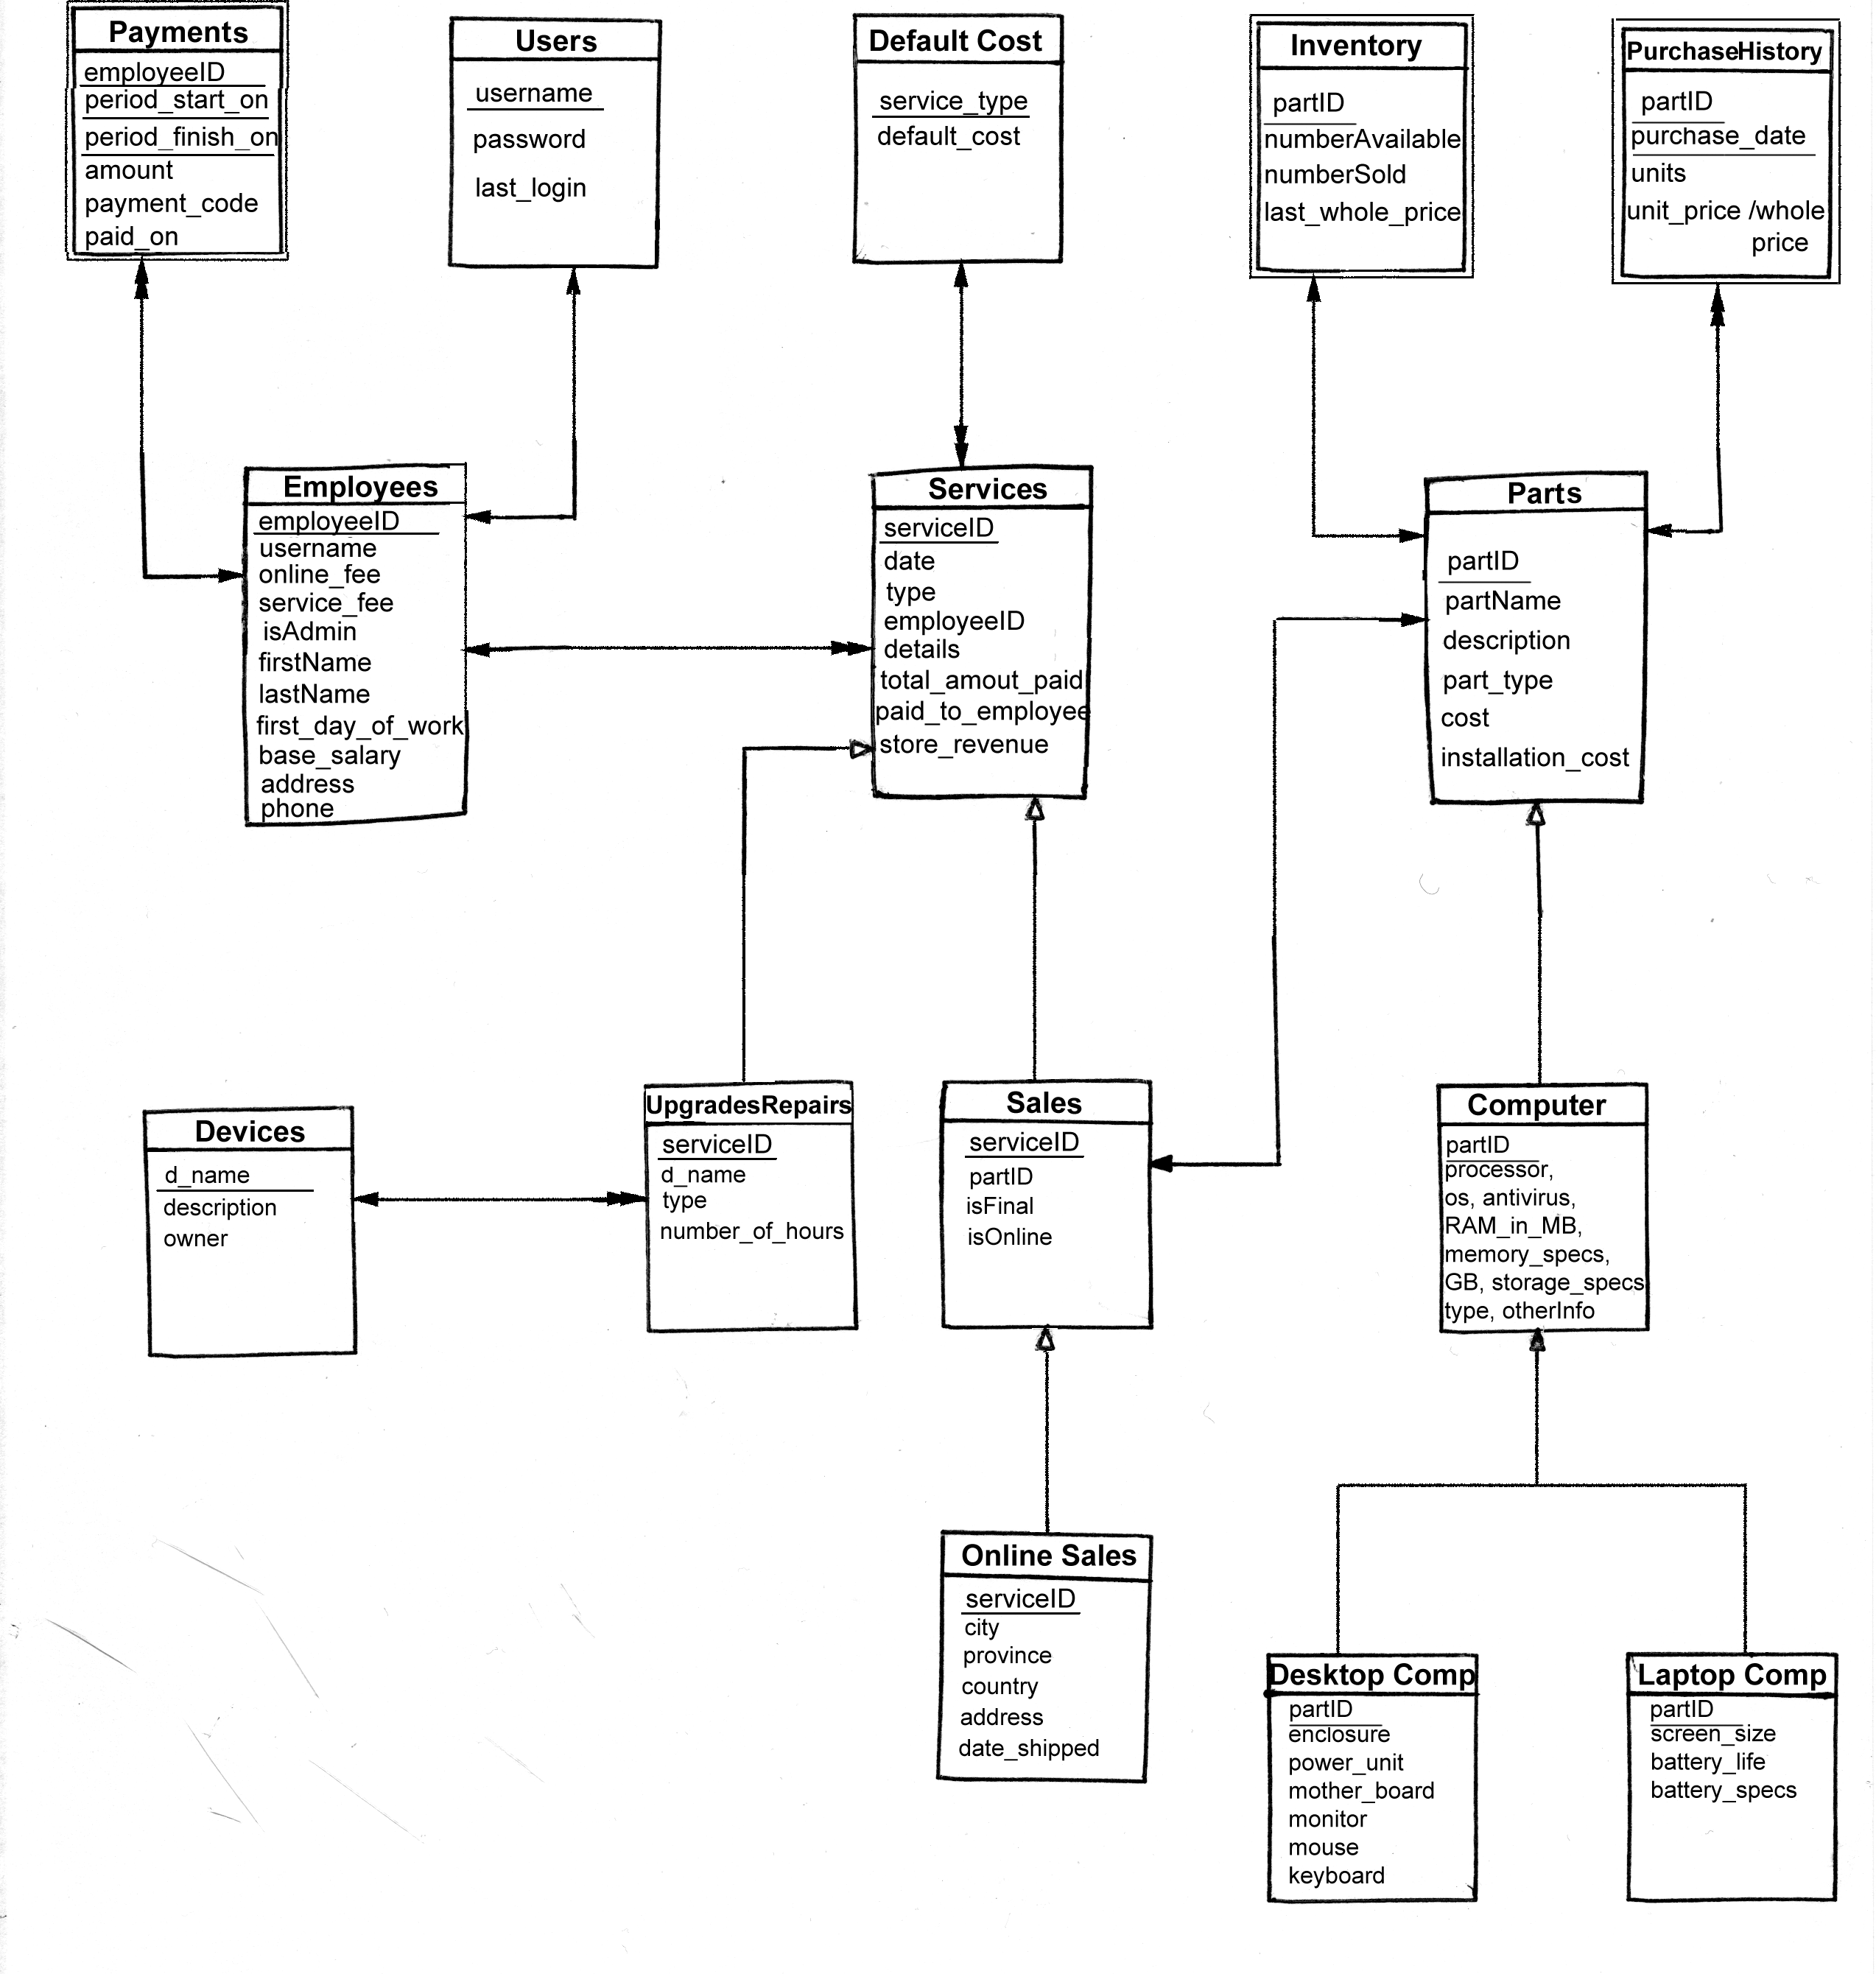 Payments
employeeID
period_start_on
period_finish_on
amount
payment_code
paid_on
Users
username
password
last_login
Default Cost
service_type
default_cost
Inventory
partID
numberAvailable
numberSold
last_whole_price
PurchaseHistory
partID
purchase_date
units
unit_price /whole
price
Employees
employeeID
username
online_fee
service_fee
isAdmin
firstName
lastName
first_day_of_work
base_salary
address
phone
Services
serviceID
date
type
employeeID
details
total_amout_paid
paid_to_employee
store_revenue
Parts
partID
partName
description
part_type
cost
installation_cost
Devices
d_name
description
owner
UpgradesRepairs
serviceID
d_name
type
number_of_hours
Sales
serviceID
partID
isFinal
isOnline
Computer
partID
processor,
os, antivirus,
RAM_in_MB,
memory_specs,
GB, storage_specs
type, otherInfo
Online Sales
serviceID
city
province
country
address
date_shipped
Desktop Comp
partID
enclosure
power_unit
mother_board
monitor
mouse
keyboard
Laptop Comp
partID
screen_size
battery_life
battery_specs